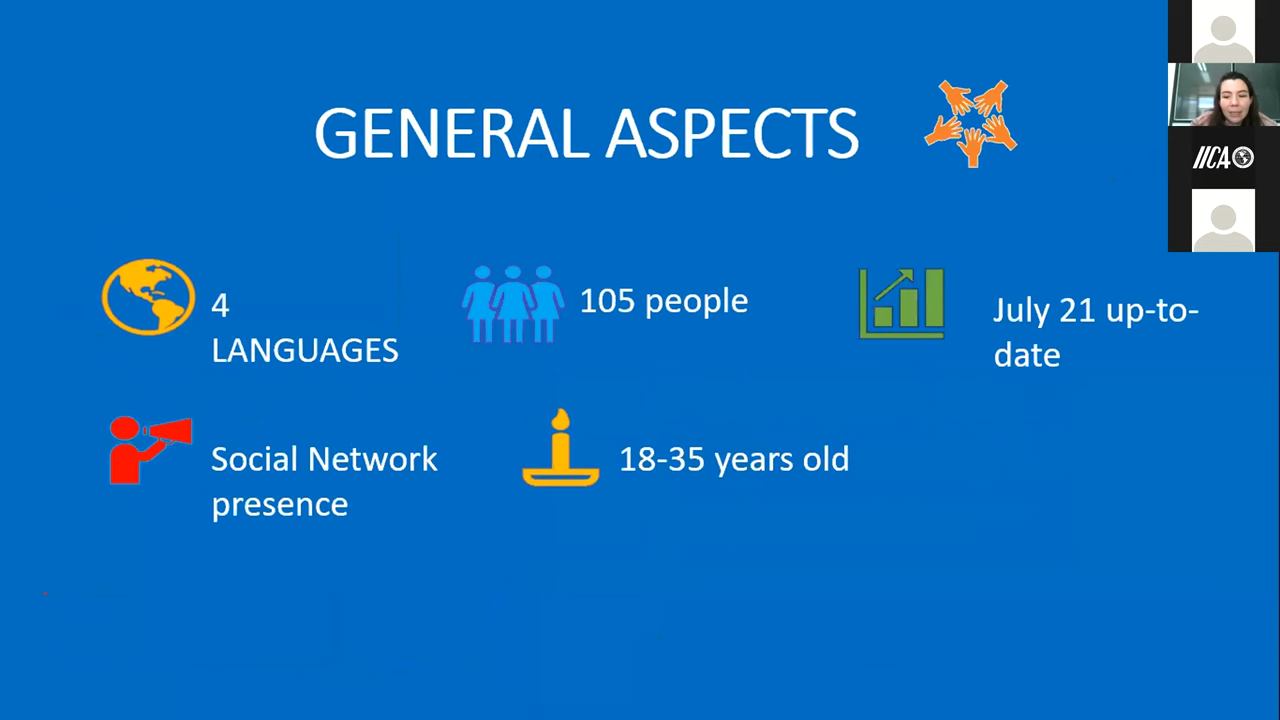 GENERAL ASPECTS
IICA
4
LANGUAGES
105 people
July 21 up-to-
date
Social Network
presence
18-35 years old